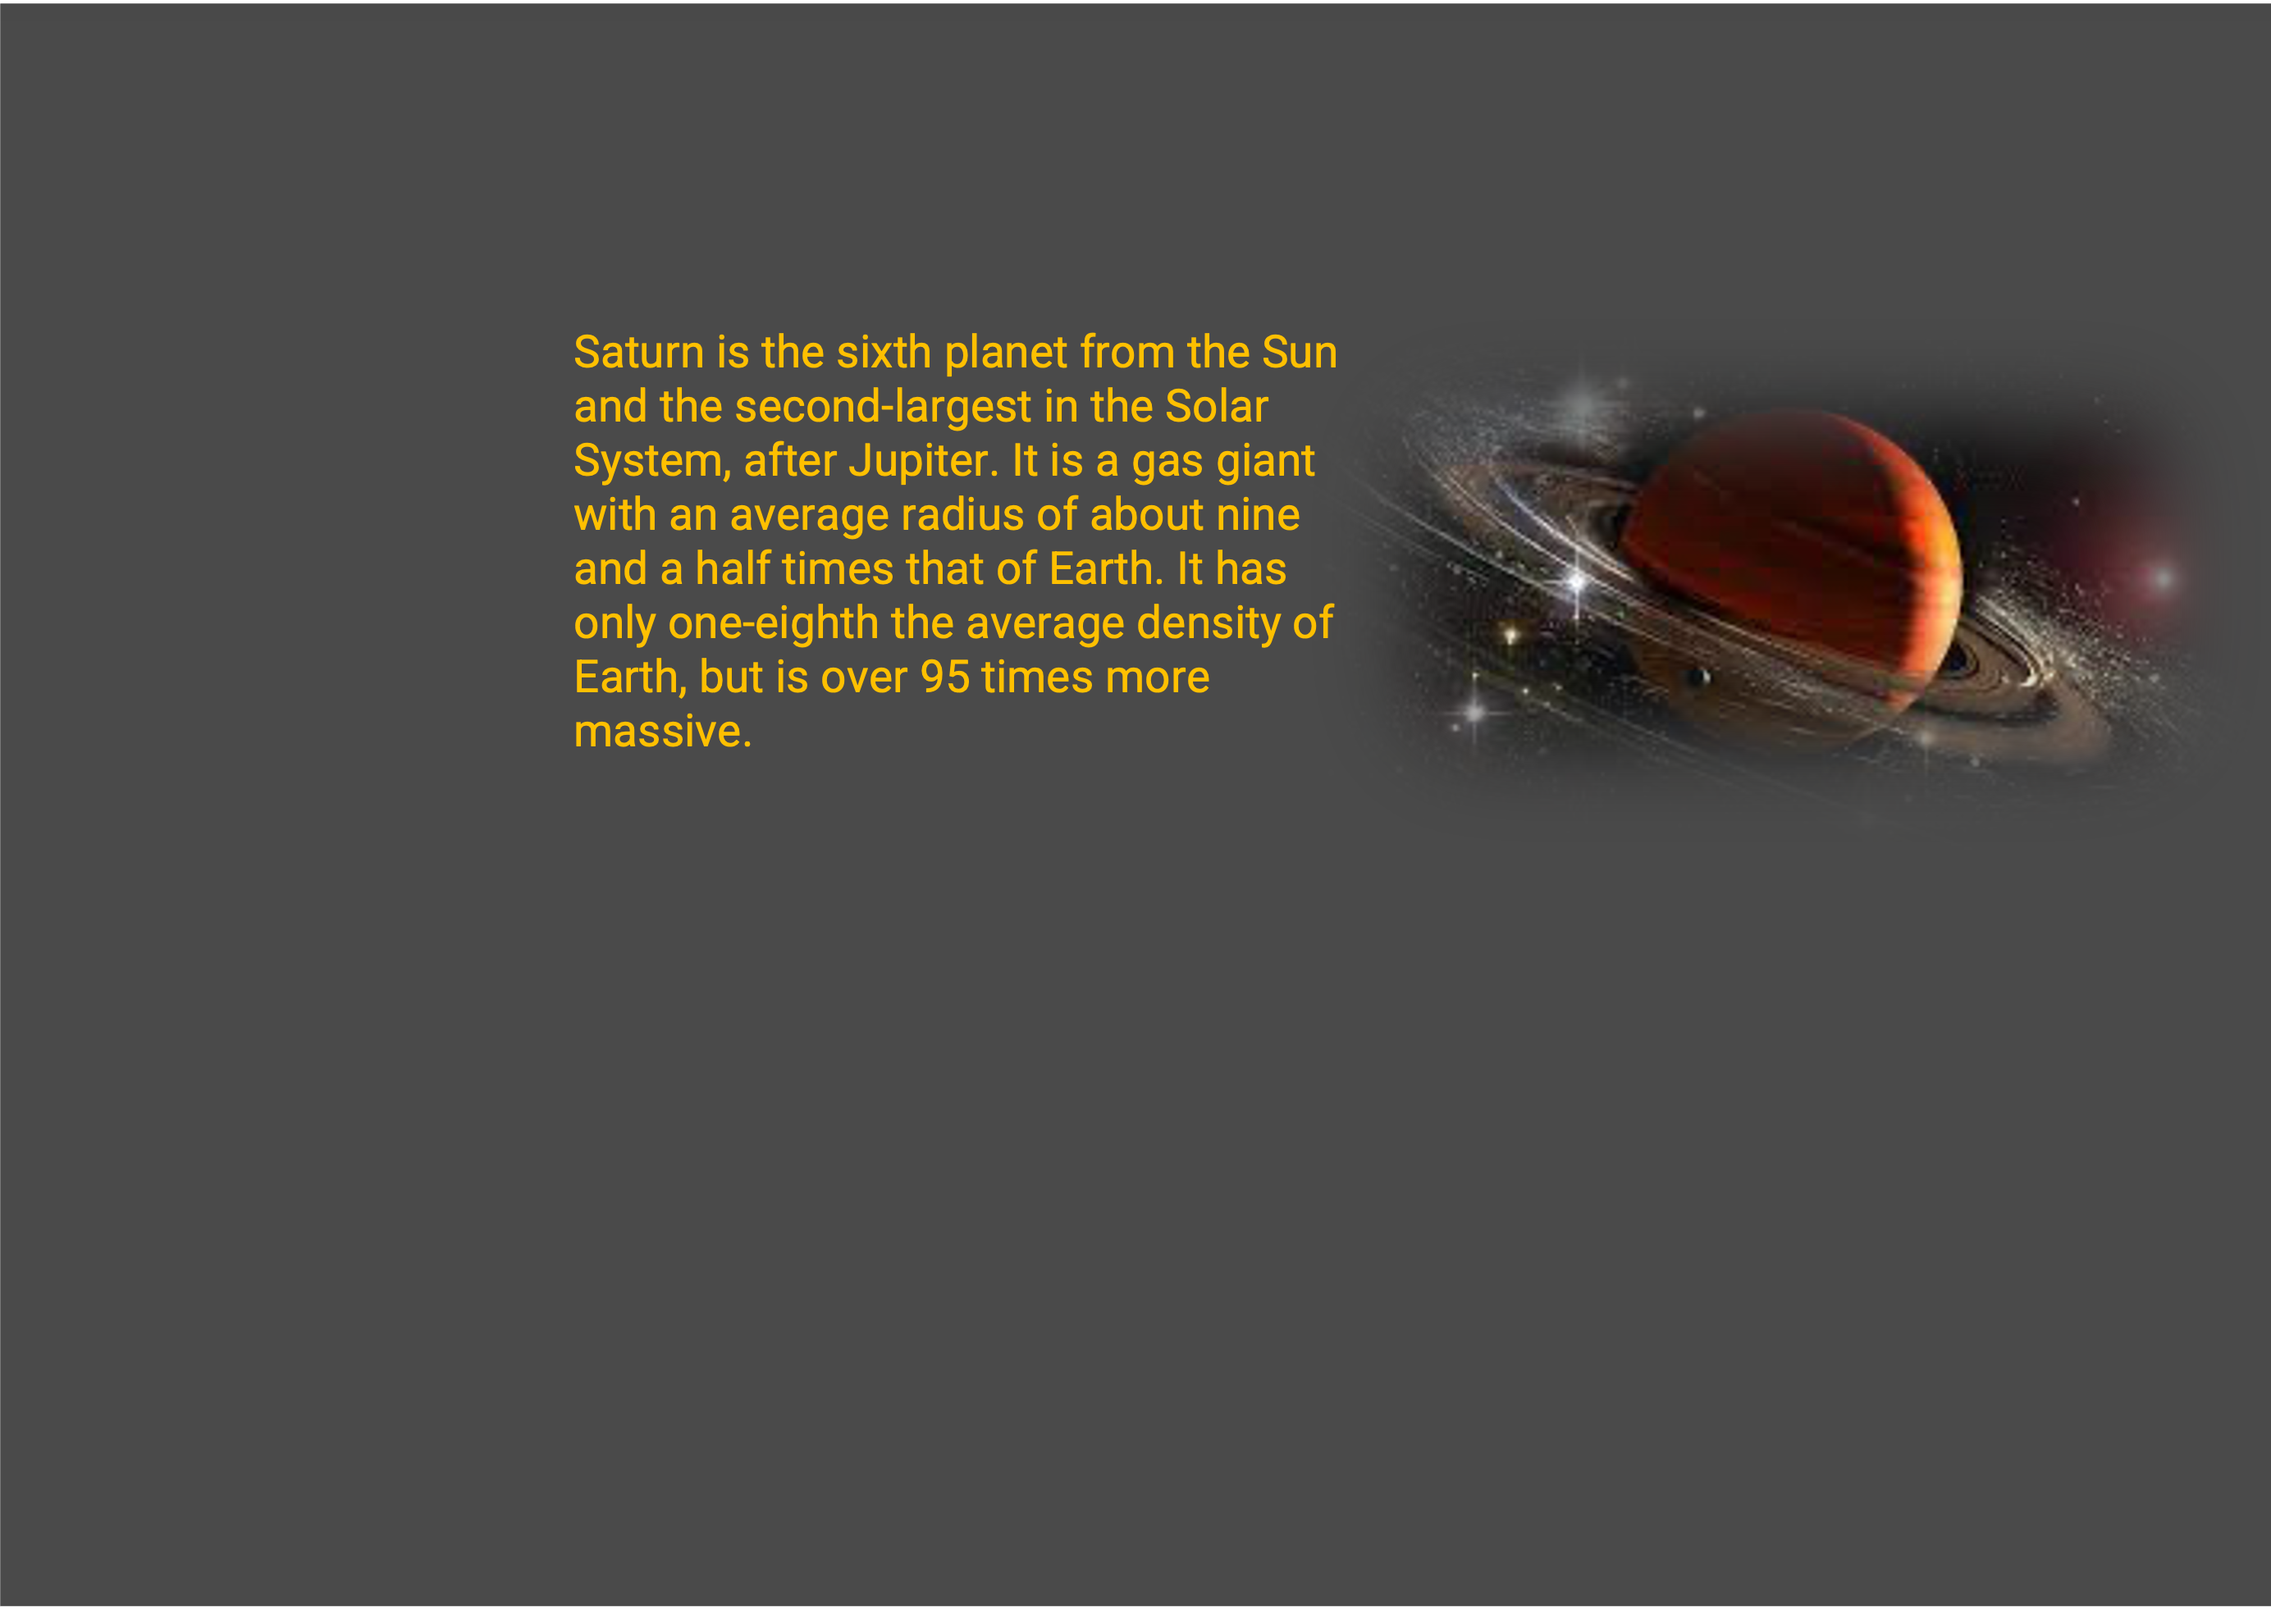 Saturn is the sixth planet from the Sun
and the second-largest in the Solar
System, after Jupiter. It is a gas giant
with an average radius of about nine
and a half times that of Earth. It has
only one-eighth the average density of
Earth, but is over 95 times more
massive.